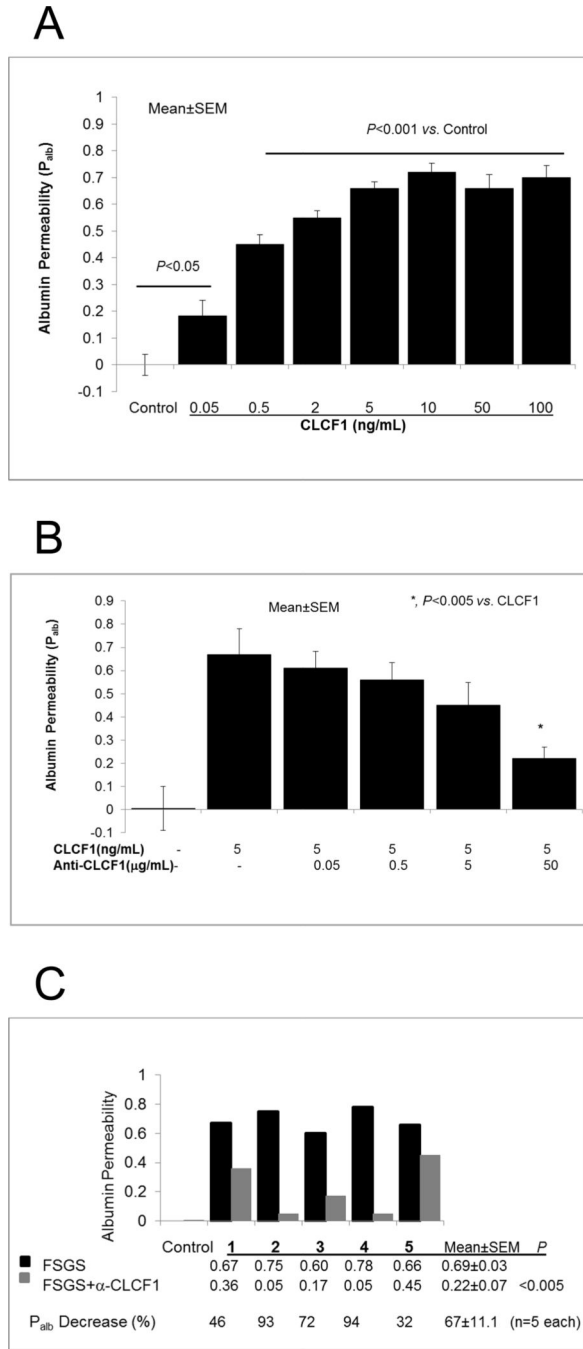 A
Mean±SEM
P<0.001 vs. Control
P<0.05
Albumin Permeability (Palb)
1
0.9
0.8
0.7
0.6
0.5
0.4
0.3
0.2
0.1
0
-0.1
Control 0.05 0.5 2 5 10 50 100
CLCF1 (ng/mL)
B
Mean±SEM
*, P<0.005 vs. CLCF1
Albumin Permeability (Palb)
0.9
0.8
0.7
0.6
0.5
0.4
0.3
0.2
0.1
0
-0.1
*
CLCF1(ng/mL) - 5 5 5 5 5
Anti-CLCF1(μg/mL)- - 0.05 0.5 5 50
C
Albumin Permeability
1
0.8
0.6
0.4
0.2
0
Control 1 2 3 4 5 Mean±SEM P
FSGS 0.67 0.75 0.60 0.78 0.66 0.69±0.03
FSGS+α-CLCF1 0.36 0.05 0.17 0.05 0.45 0.22±0.07 <0.005
Palb Decrease (%) 46 93 72 94 32 67±11.1 (n=5 each)